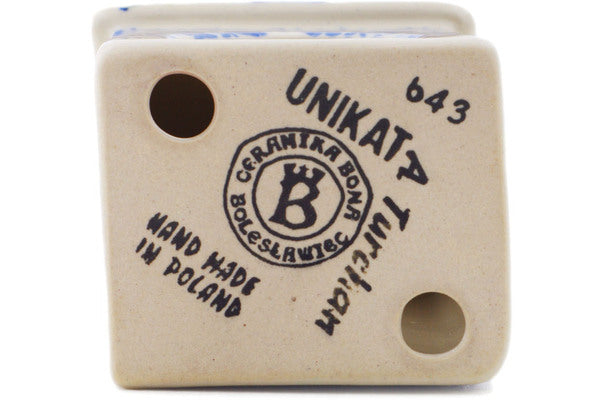 643
UNIKAT
A Turchan
CERAMIKA BONA
B
BOLESŁAWIEC
HAND MADE
IN POLAND